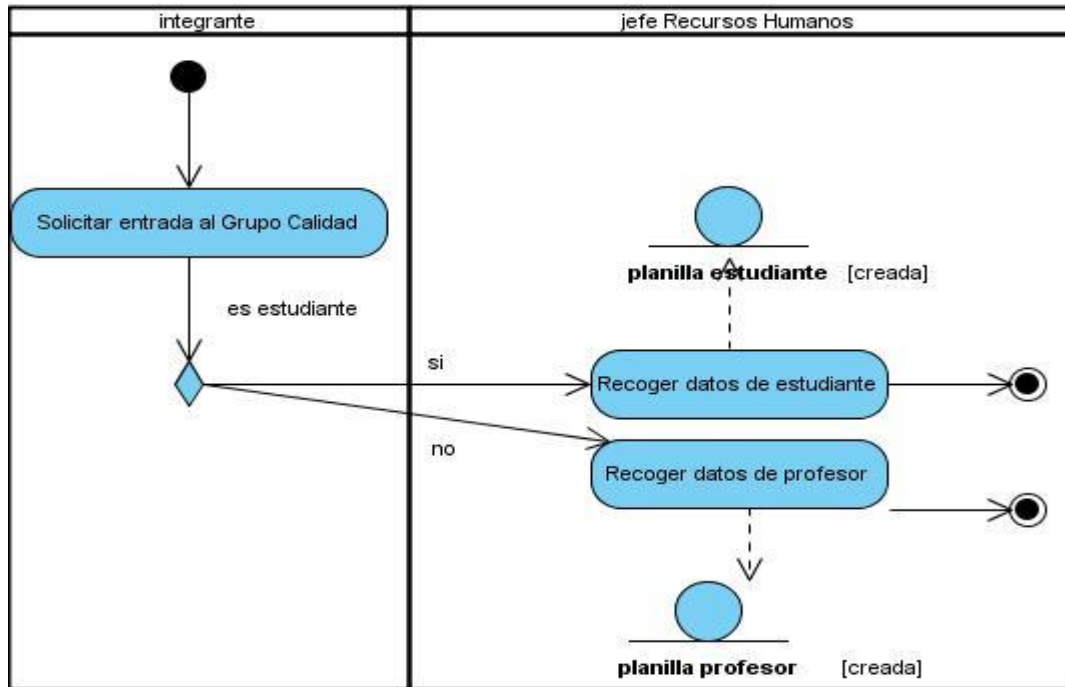 integrante
jefe Recursos Humanos
Solicitar entrada al Grupo Calidad
planilla estudiante [creada]
es estudiante
si
Recoger datos de estudiante
no
Recoger datos de profesor
planilla profesor [creada]